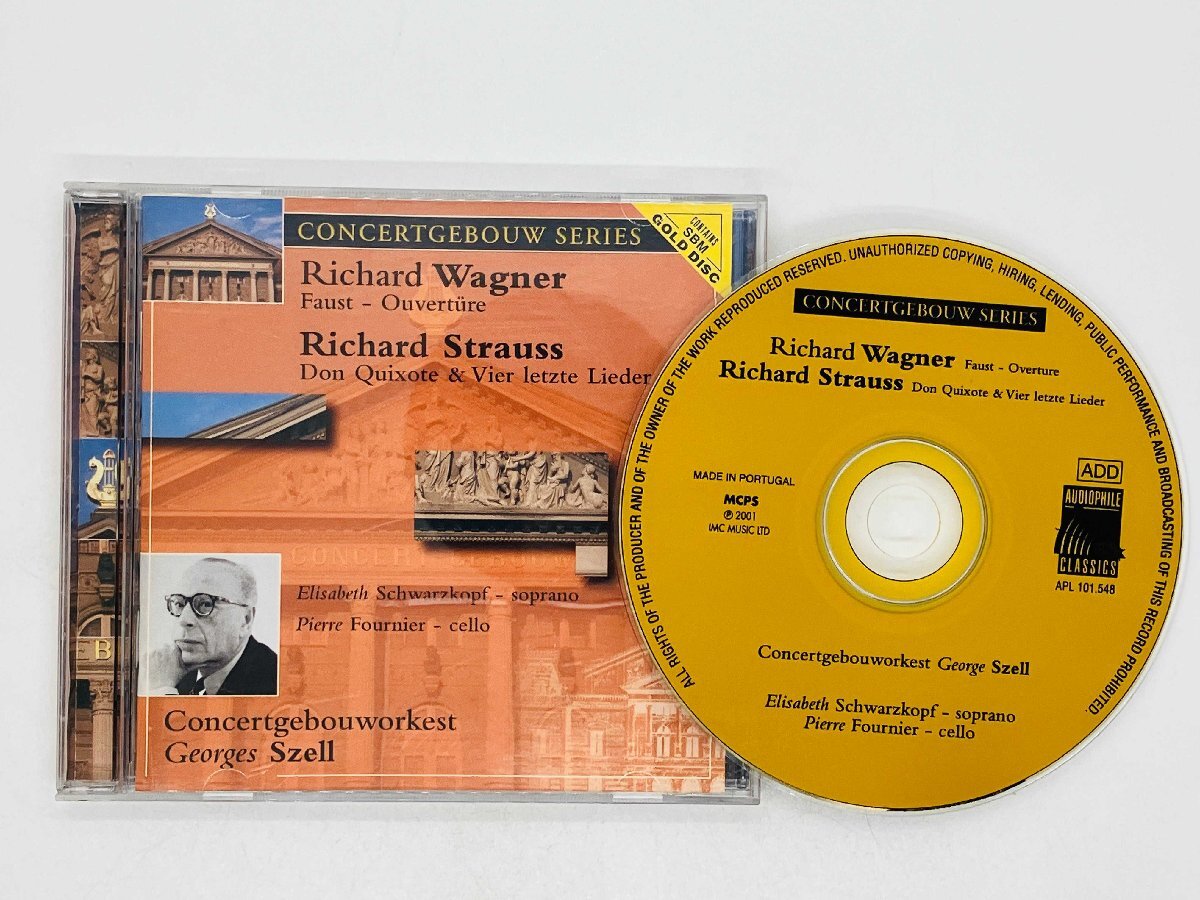 CONCERTGEBOUW SERIES
CONTAINS
SBM
GOLD DISC
Richard Wagner
Faust - Ouvertüre
Richard Strauss
Don Quixote & Vier letzte Lieder
CONCERTGEBOUW
Elisabeth Schwarzkopf - soprano
Pierre Fournier - cello
Concertgebouworkest
Georges Szell
EB
ALL RIGHTS OF THE PRODUCER AND OF THE OWNER OF THE WORK REPRODUCED RESERVED. UNAUTHORIZED COPYING, HIRING, LENDING, PUBLIC PERFORMANCE AND BROADCASTING OF THIS RECORD PROHIBITED.
CONCERTGEBOUW SERIES
Richard Wagner Faust - Overture
Richard Strauss Don Quixote & Vier letzte Lieder
MADE IN PORTUGAL
MCPS
℗ 2001
IMC MUSIC LTD
ADD
AUDIOPHILE
CLASSICS
APL 101.548
Concertgebouworkest George Szell
Elisabeth Schwarzkopf - soprano
Pierre Fournier - cello